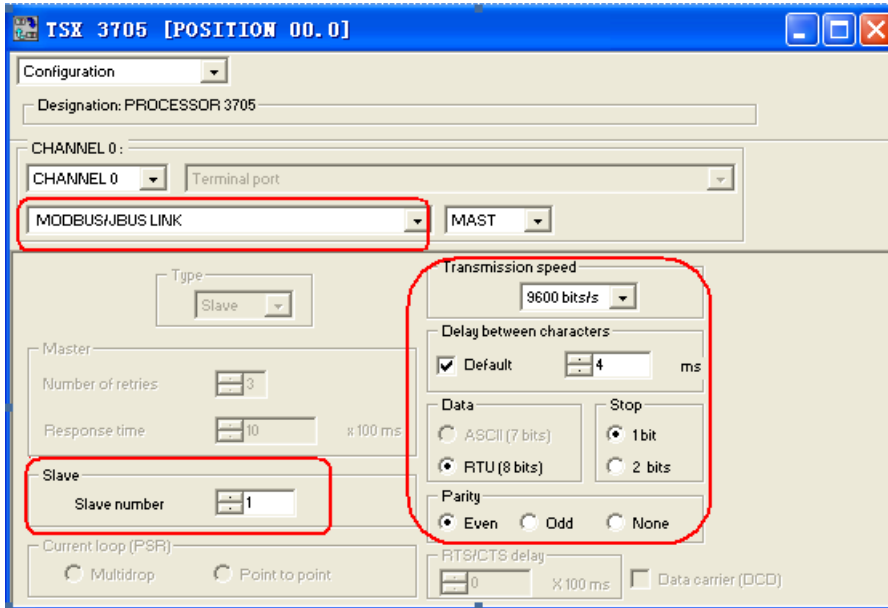 TSX 3705 [POSITION 00.0]
Configuration
Designation: PROCESSOR 3705
CHANNEL 0 :
CHANNEL 0 Terminal port
MODBUS/JBUS LINK MAST
Type
Slave
Transmission speed
9600 bits/s
Master
Number of retries 3
Response time 10 x 100 ms
Delay between characters
Default 4 ms
Data
ASCII (7 bits)
RTU (8 bits)
Stop
1 bit
2 bits
Slave
Slave number 1
Parity
Even Odd None
Current loop (PSR)
Multidrop Point to point
RTS/CTS delay
0 X 100 ms Data carrier (DCD)